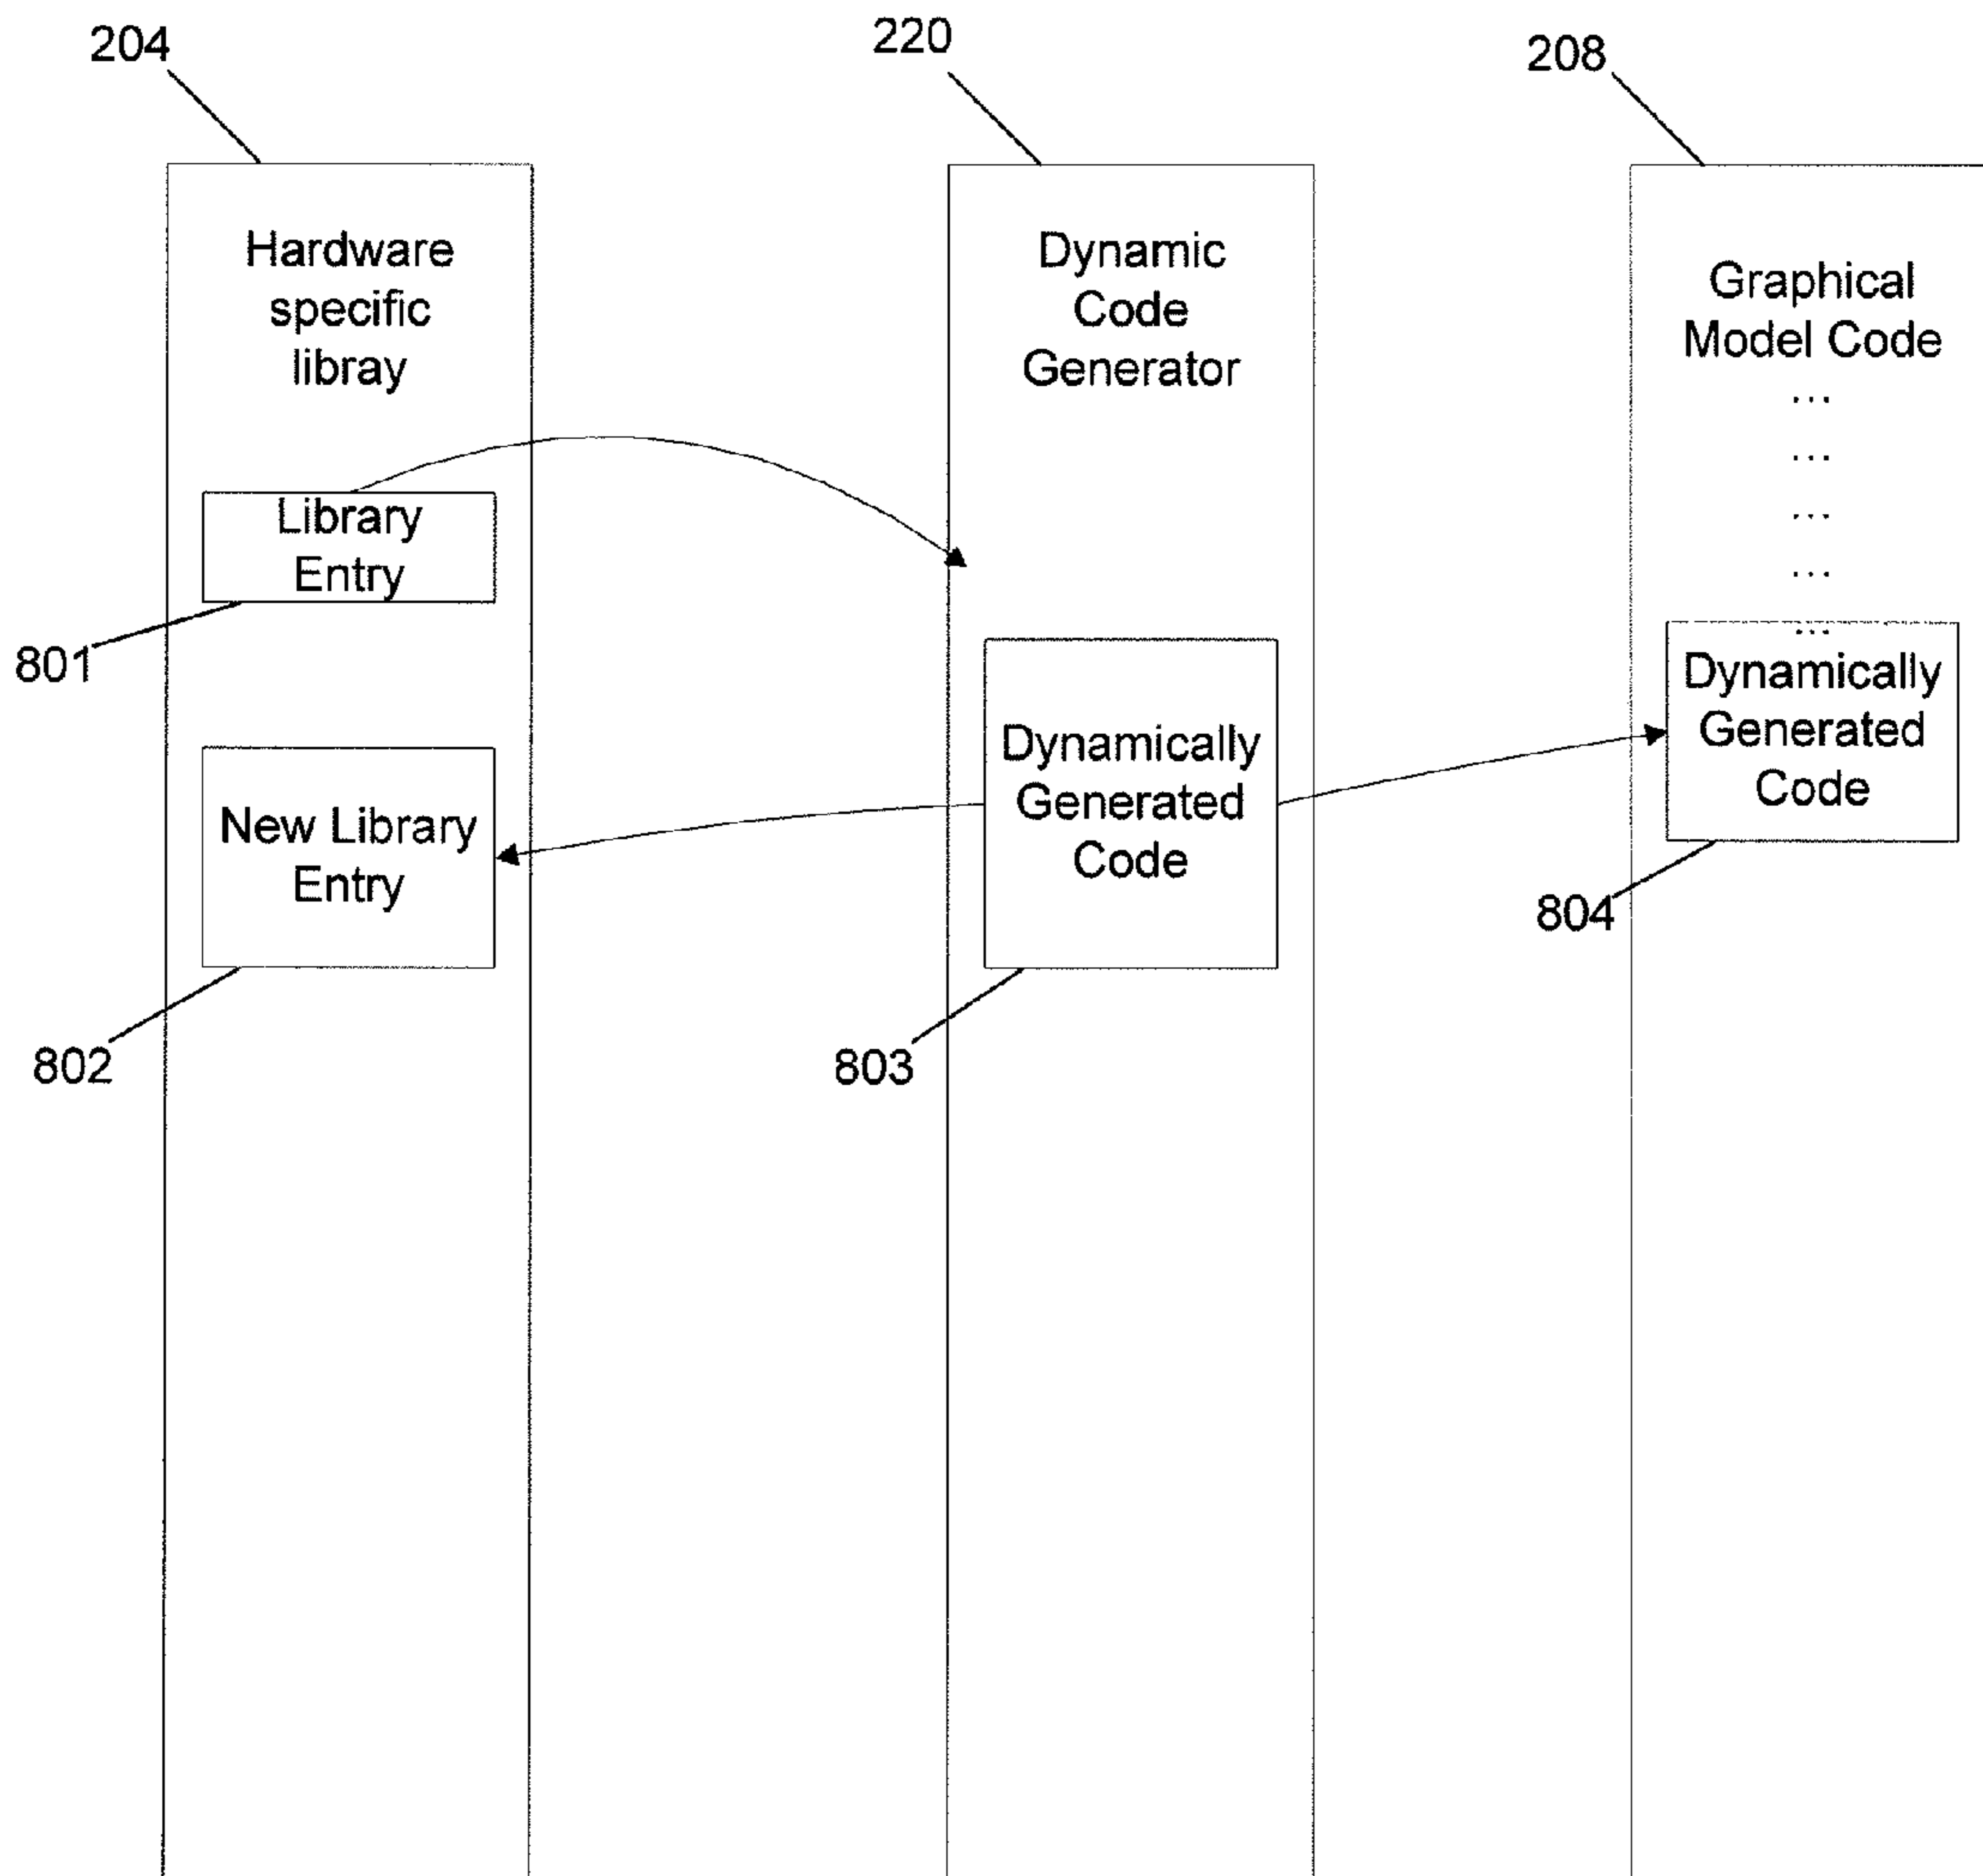 204
220
208
Hardware
specific
libray
Dynamic
Code
Generator
Graphical
Model Code
...
...
...
...
...
Library
Entry
801
New Library
Entry
802
Dynamically
Generated
Code
803
Dynamically
Generated
Code
804